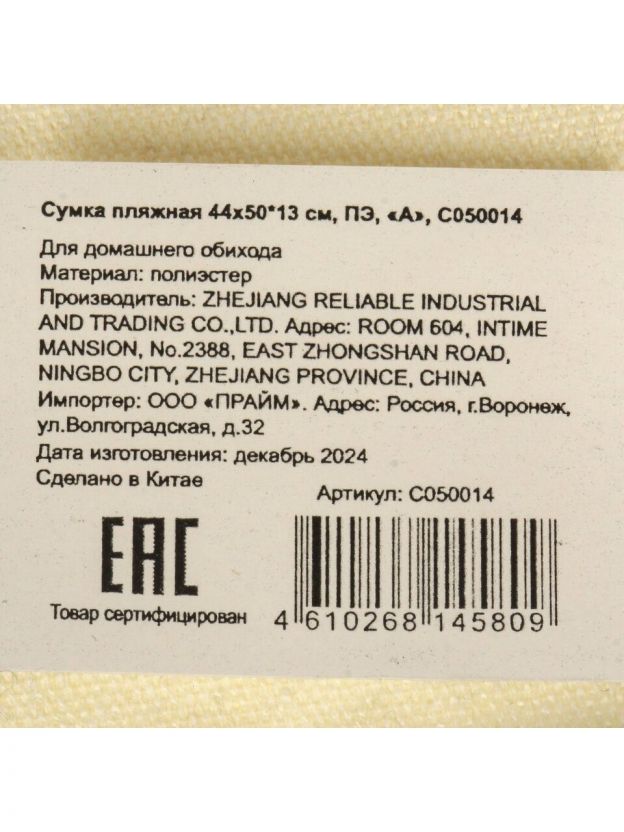 Сумка пляжная 44х50*13 см, ПЭ, «А», С050014
Для домашнего обихода
Материал: полиэстер
Производитель: ZHEJIANG RELIABLE INDUSTRIAL
AND TRADING CO.,LTD. Адрес: ROOM 604, INTIME
MANSION, No.2388, EAST ZHONGSHAN ROAD,
NINGBO CITY, ZHEJIANG PROVINCE, CHINA
Импортер: ООО «ПРАЙМ». Адрес: Россия, г.Воронеж,
ул.Волгоградская, д.32
Дата изготовления: декабрь 2024
Сделано в Китае
Артикул: С050014
EAC
Товар сертифицирован
4 610268 145809